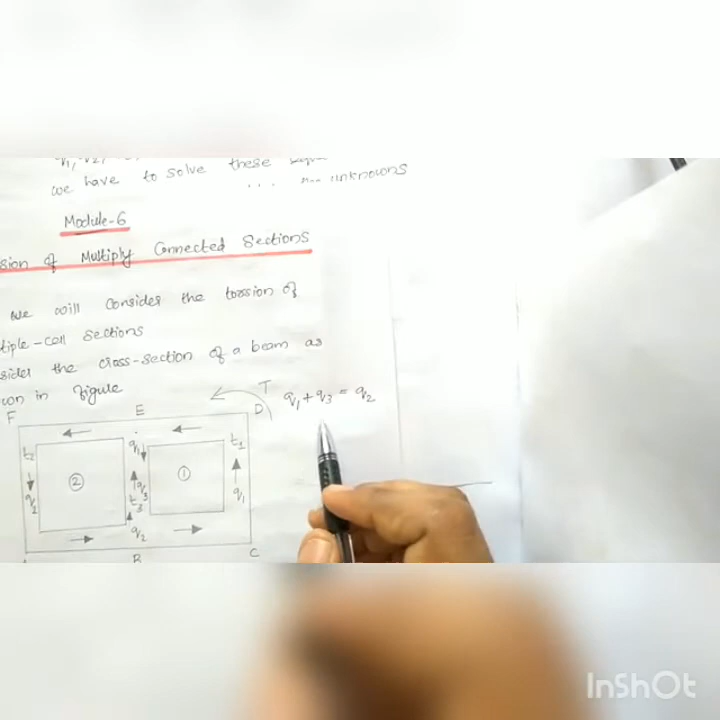 we have to solve these
unknowns
Module-6
sion of Multiply Connected Sections
we will consider the torsion of
tiple-cell sections
sider the cross-section of a beam as
wn in figure
T
q₁ + q₃ = q₂
F E D
t₂ q₁ t₁
② ①
q₂ q₃ q₁
t₃
q₂
B C
InShOt